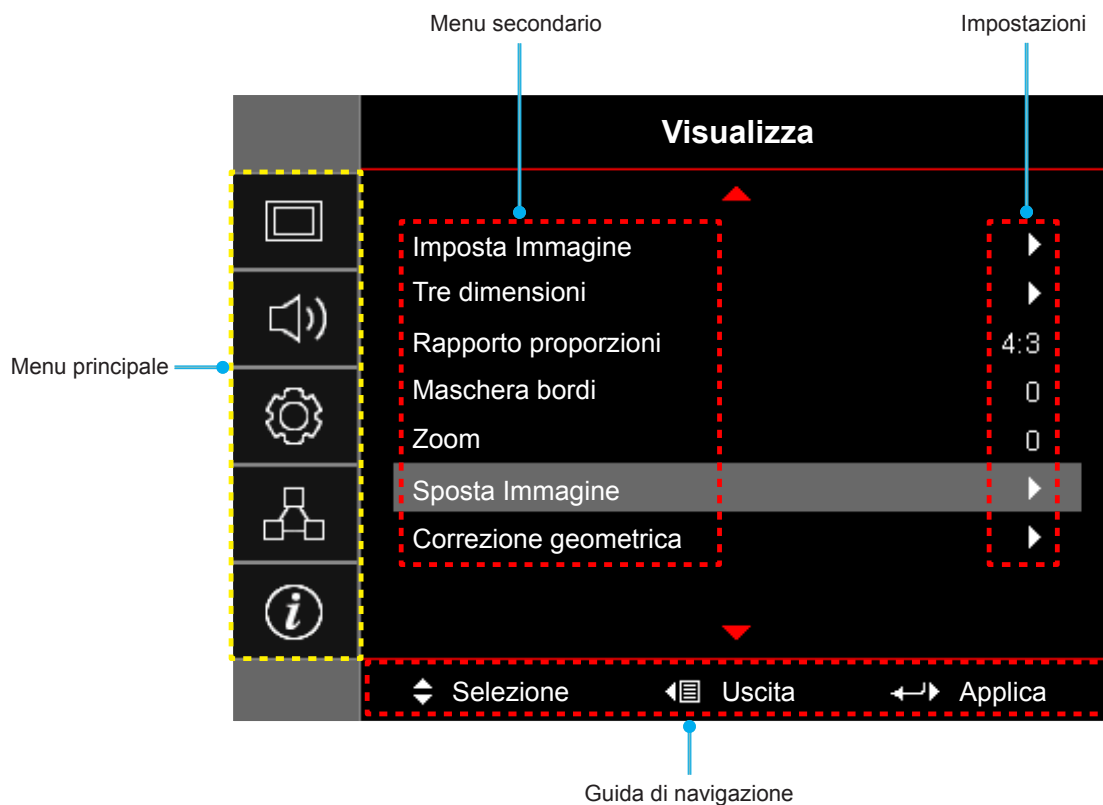 Menu secondario
Impostazioni
Visualizza
Imposta Immagine
Tre dimensioni
Rapporto proporzioni 4:3
Maschera bordi 0
Zoom 0
Sposta Immagine
Correzione geometrica
Menu principale
i
Selezione Uscita Applica
Guida di navigazione